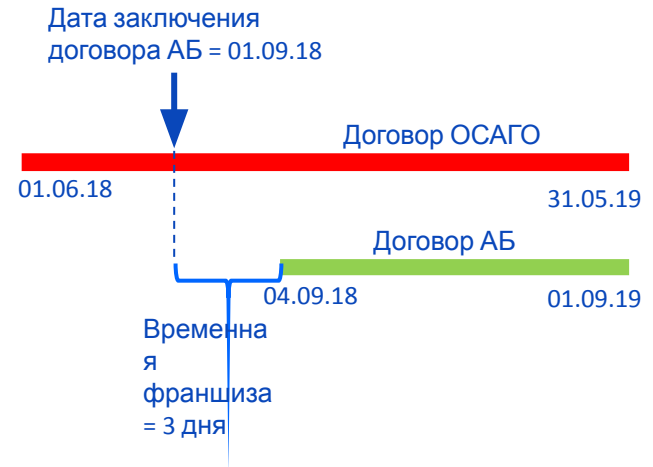 Дата заключения
договора АБ = 01.09.18
Договор ОСАГО
01.06.18
31.05.19
Договор АБ
04.09.18
01.09.19
Временна
я
франшиза
= 3 дня